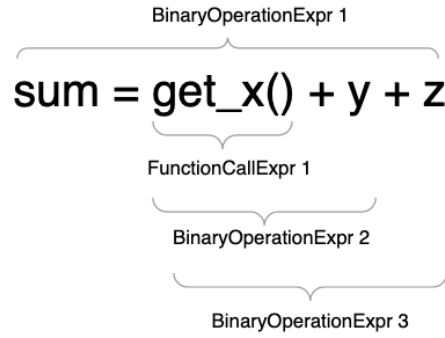 BinaryOperationExpr 1
sum = get_x() + y + z
FunctionCallExpr 1
BinaryOperationExpr 2
BinaryOperationExpr 3